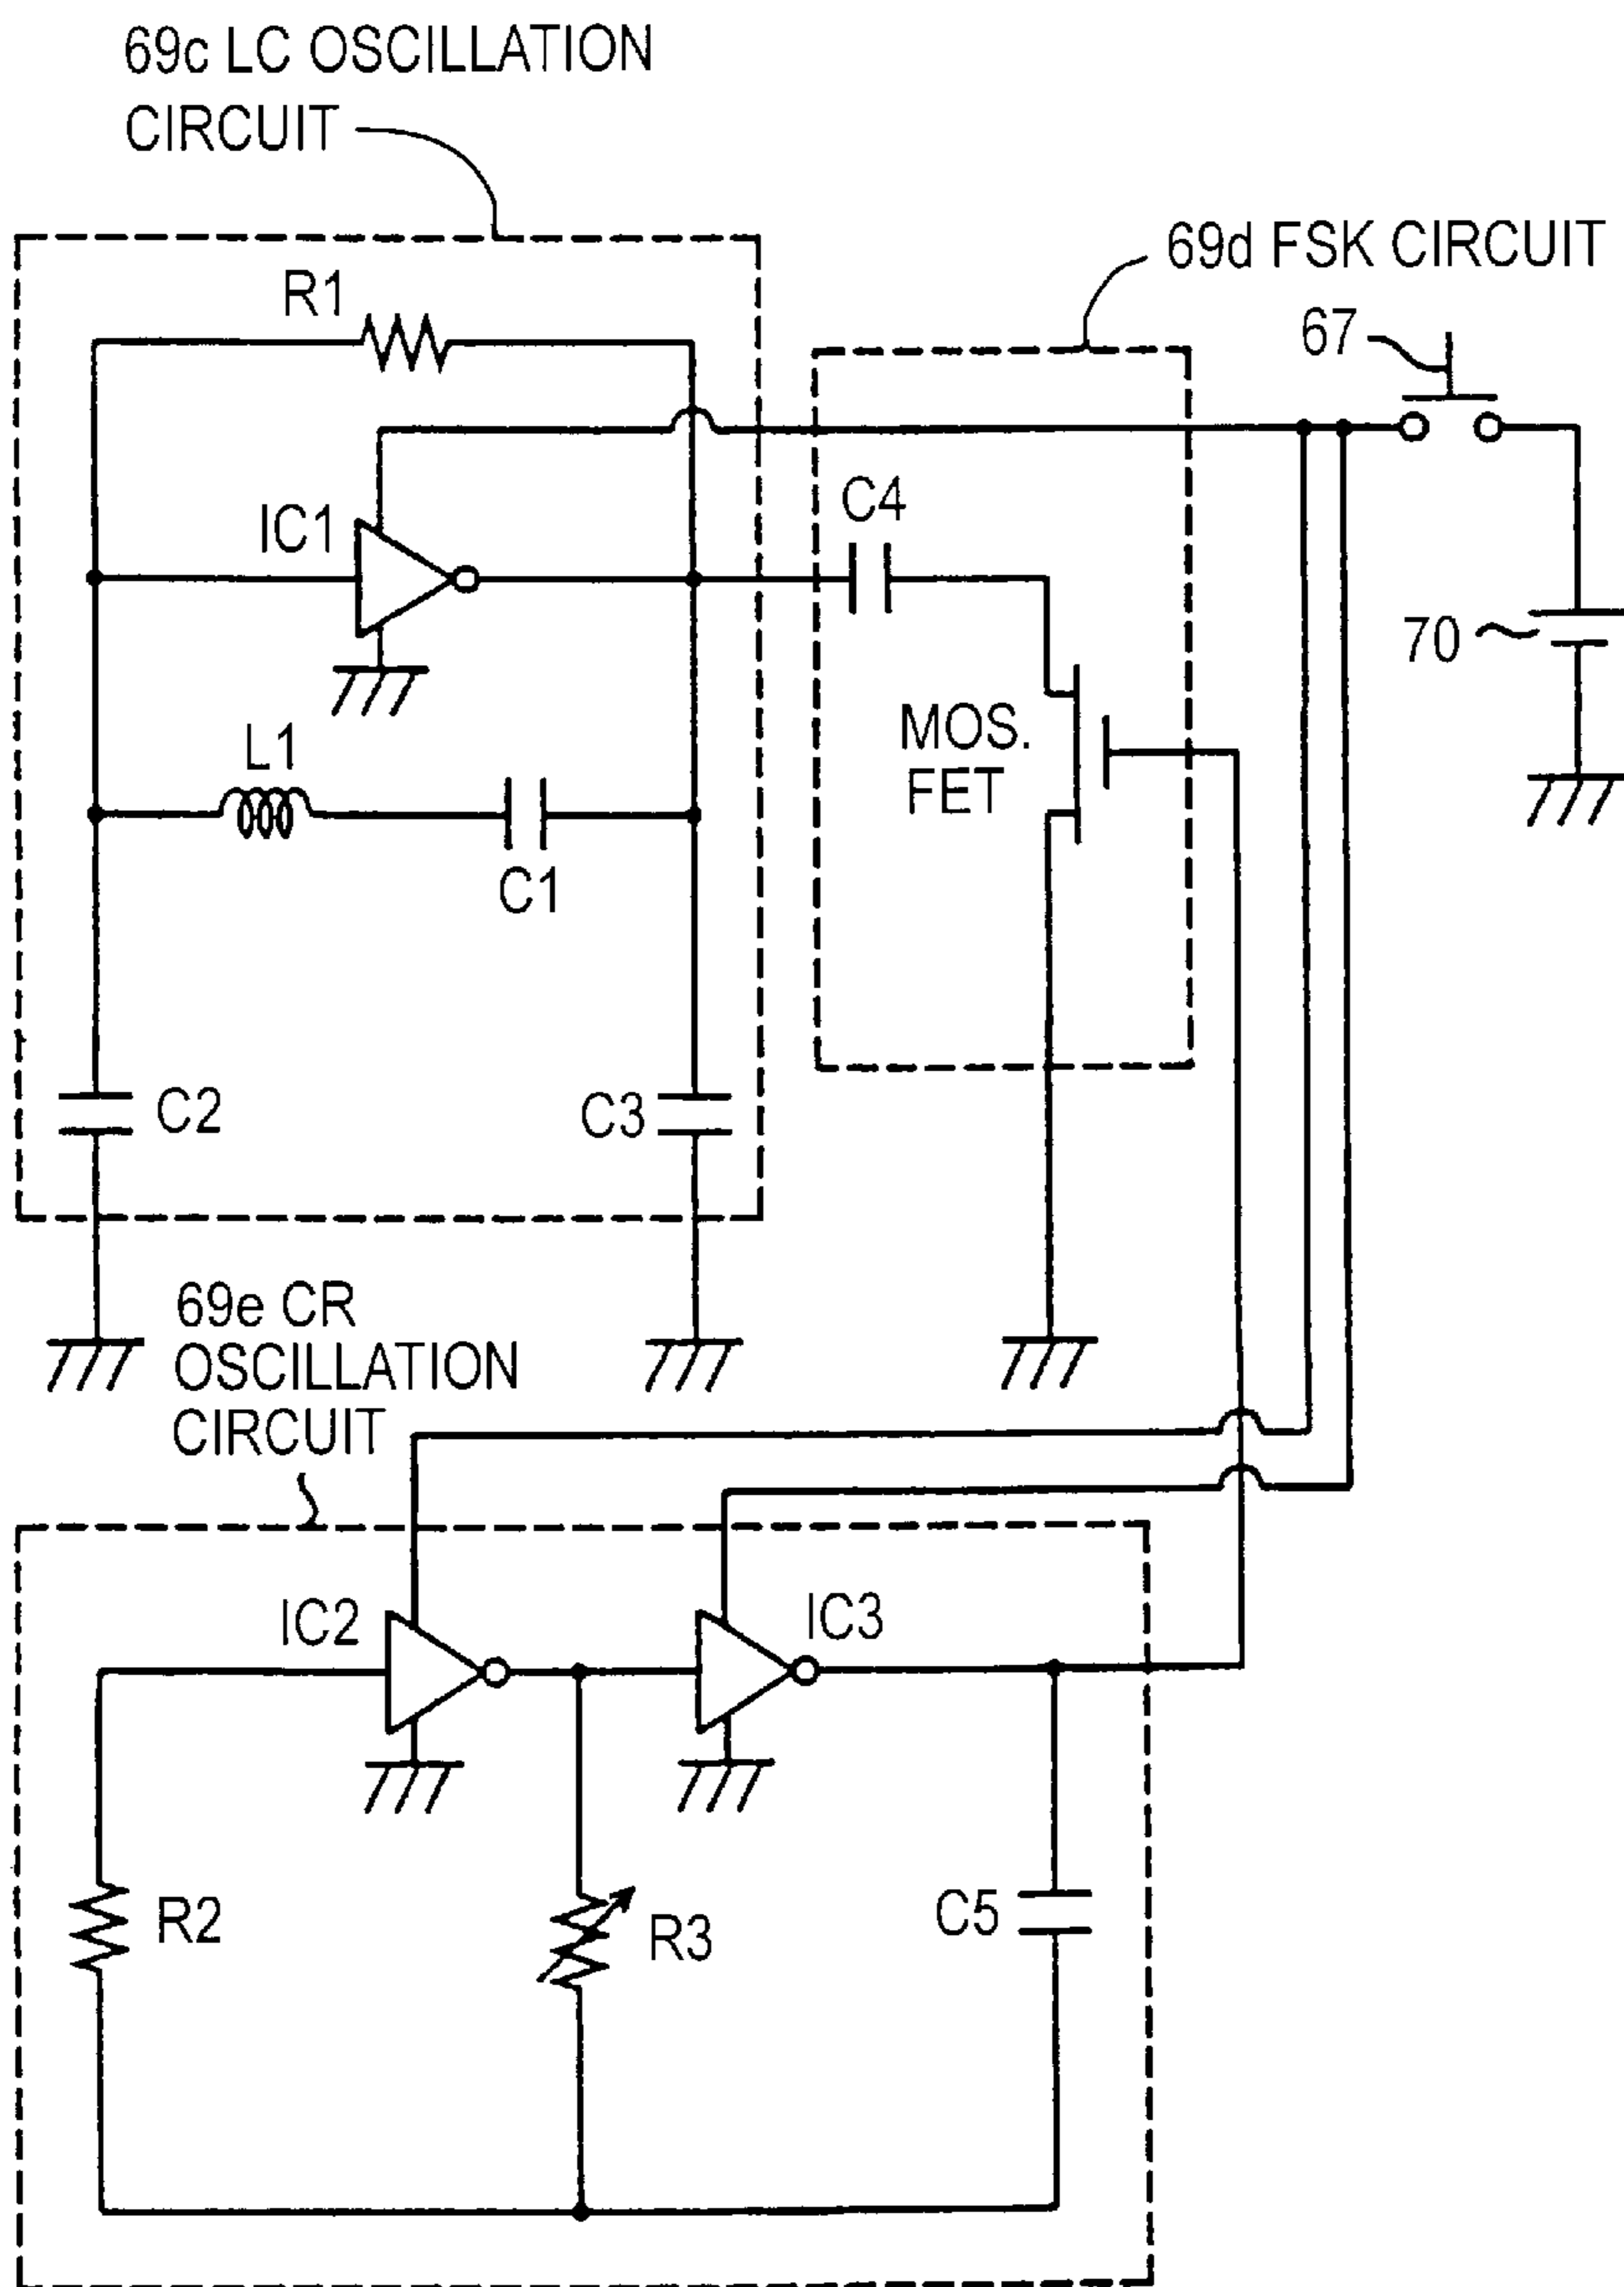 69c LC OSCILLATION
CIRCUIT
69d FSK CIRCUIT
67
R1
C4
IC1
70
MOS.
FET
L1
C1
C2
C3
69e CR
OSCILLATION
CIRCUIT
IC2
IC3
R2
R3
C5